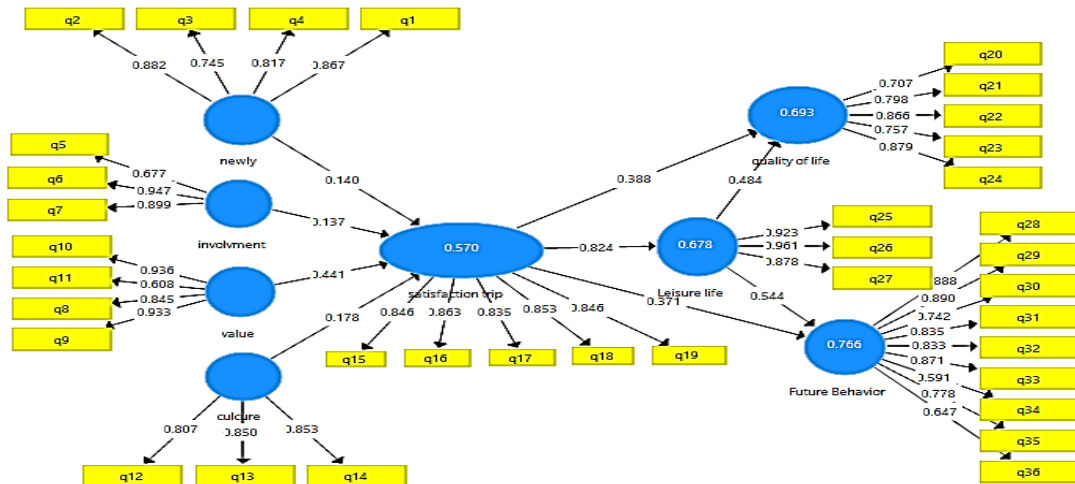 q2
q3
q4
q1
0.882
0.745
0.817
0.867
newly
q5
q6
q7
0.677
0.947
0.899
involvment
q10
q11
q8
q9
0.936
0.608
0.845
0.933
value
culcure
0.807
0.850
0.853
q12
q13
q14
0.140
0.137
0.441
0.178
0.570
satisfaction trip
0.846
0.863
0.835
0.853
0.846
q15
q16
q17
q18
q19
0.388
0.824
0.371
0.693
quality of life
0.707
0.798
0.866
0.757
0.879
q20
q21
q22
q23
q24
0.484
0.678
Leisure life
0.923
0.961
0.878
q25
q26
q27
0.544
0.766
Future Behavior
888
0.890
0.742
0.835
0.833
0.871
0.591
0.778
0.647
q28
q29
q30
q31
q32
q33
q34
q35
q36